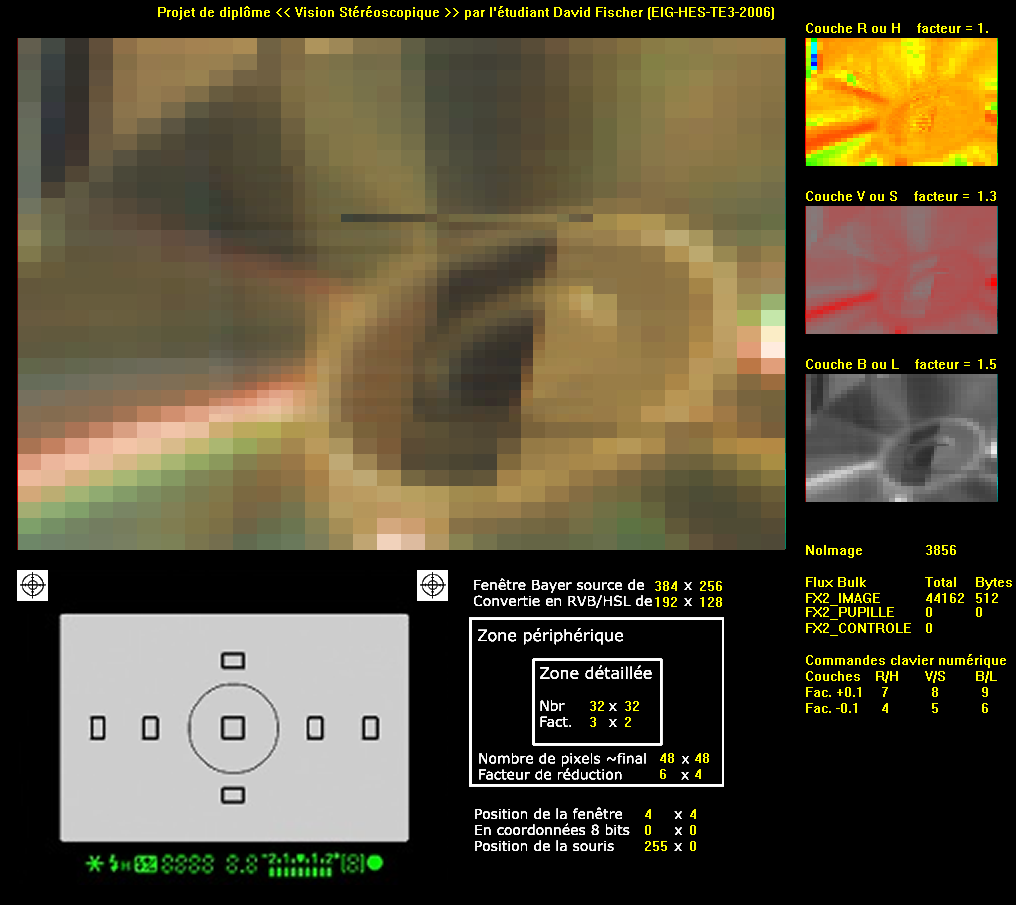 Projet de diplôme << Vision Stéréoscopique >> par l'étudiant David Fischer (EIG-HES-TE3-2006)
Couche R ou H facteur = 1.
Couche V ou S facteur = 1.3
Couche B ou L facteur = 1.5
NoImage 3856
Flux Bulk Total Bytes
FX2_IMAGE 44162 512
FX2_PUPILLE 0 0
FX2_CONTROLE 0
Commandes clavier numérique
Couches R/H V/S B/L
Fac. +0.1 7 8 9
Fac. -0.1 4 5 6
Fenêtre Bayer source de 384 x 256
Convertie en RVB/HSL de 192 x 128
Zone périphérique
Zone détaillée
Nbr 32 x 32
Fact. 3 x 2
Nombre de pixels ~final 48 x 48
Facteur de réduction 6 x 4
Position de la fenêtre 4 x 4
En coordonnées 8 bits 0 x 0
Position de la souris 255 x 0